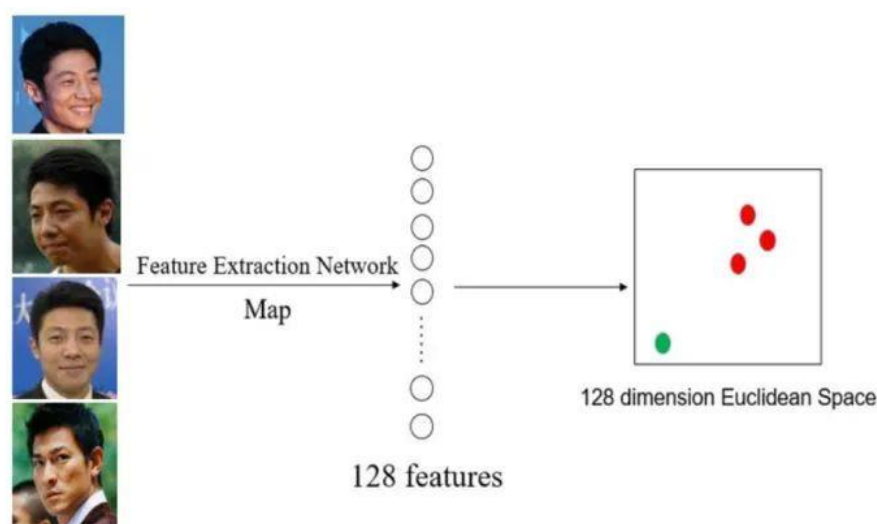 Feature Extraction Network
Map
128 features
128 dimension Euclidean Space